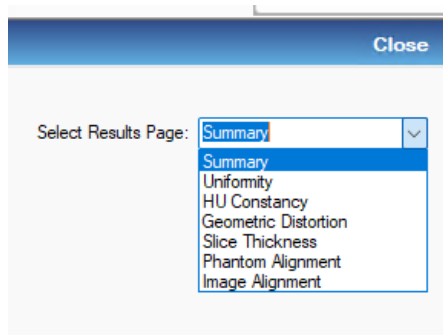 Close
Select Results Page: Summary
Summary
Uniformity
HU Constancy
Geometric Distortion
Slice Thickness
Phantom Alignment
Image Alignment